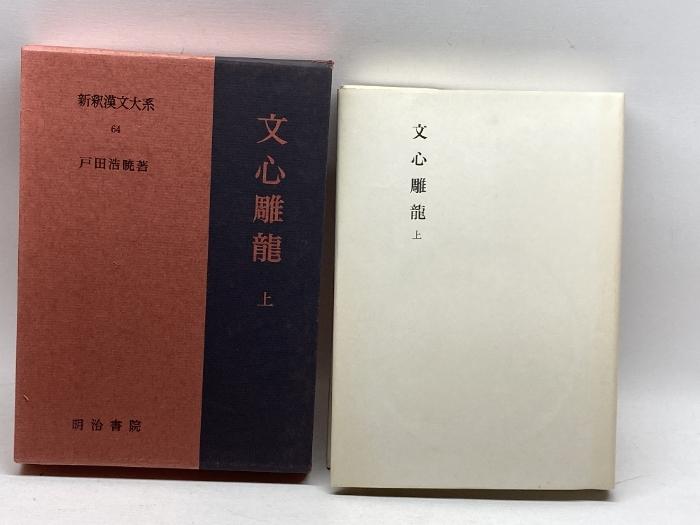 新釈漢文大系
64
戸田浩暁著
文心雕龍
上
明治書院
文心雕龍
上